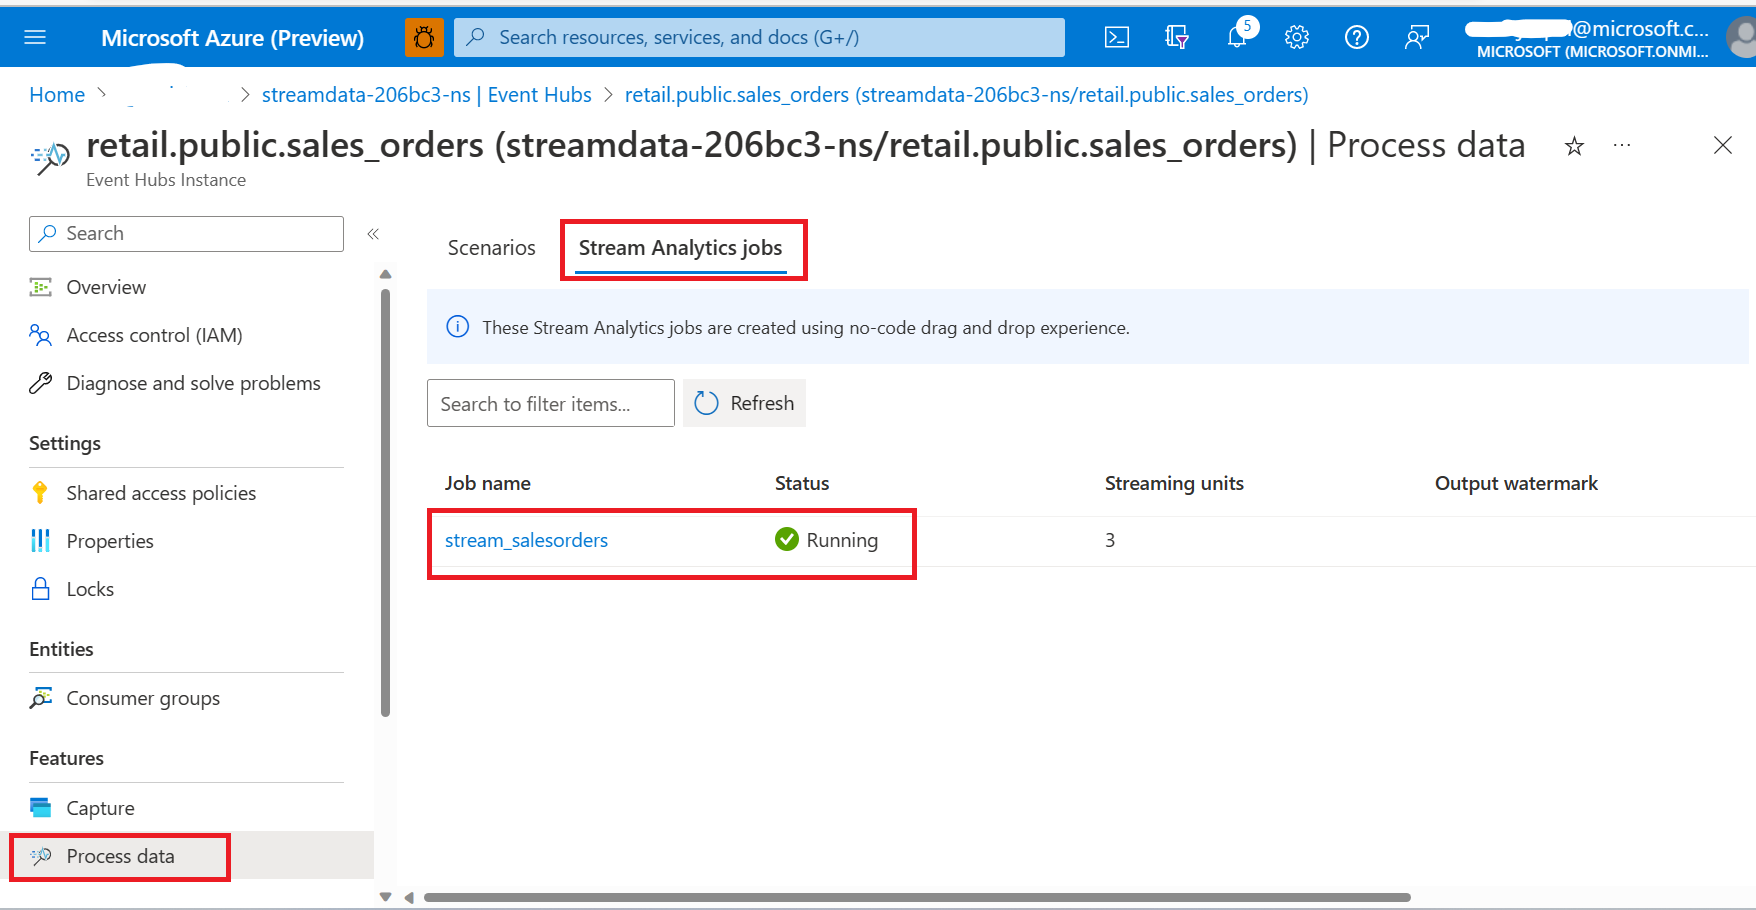 Microsoft Azure (Preview)
Search resources, services, and docs (G+/)
5
@microsoft.c...
MICROSOFT (MICROSOFT.ONMI...
Home > > streamdata-206bc3-ns | Event Hubs > retail.public.sales_orders (streamdata-206bc3-ns/retail.public.sales_orders)
retail.public.sales_orders (streamdata-206bc3-ns/retail.public.sales_orders) | Process data
Event Hubs Instance
Search
Overview
Access control (IAM)
Diagnose and solve problems
Settings
Shared access policies
Properties
Locks
Entities
Consumer groups
Features
Capture
Process data
Scenarios Stream Analytics jobs
These Stream Analytics jobs are created using no-code drag and drop experience.
Search to filter items...
Refresh
Job name Status Streaming units Output watermark
stream_salesorders Running 3